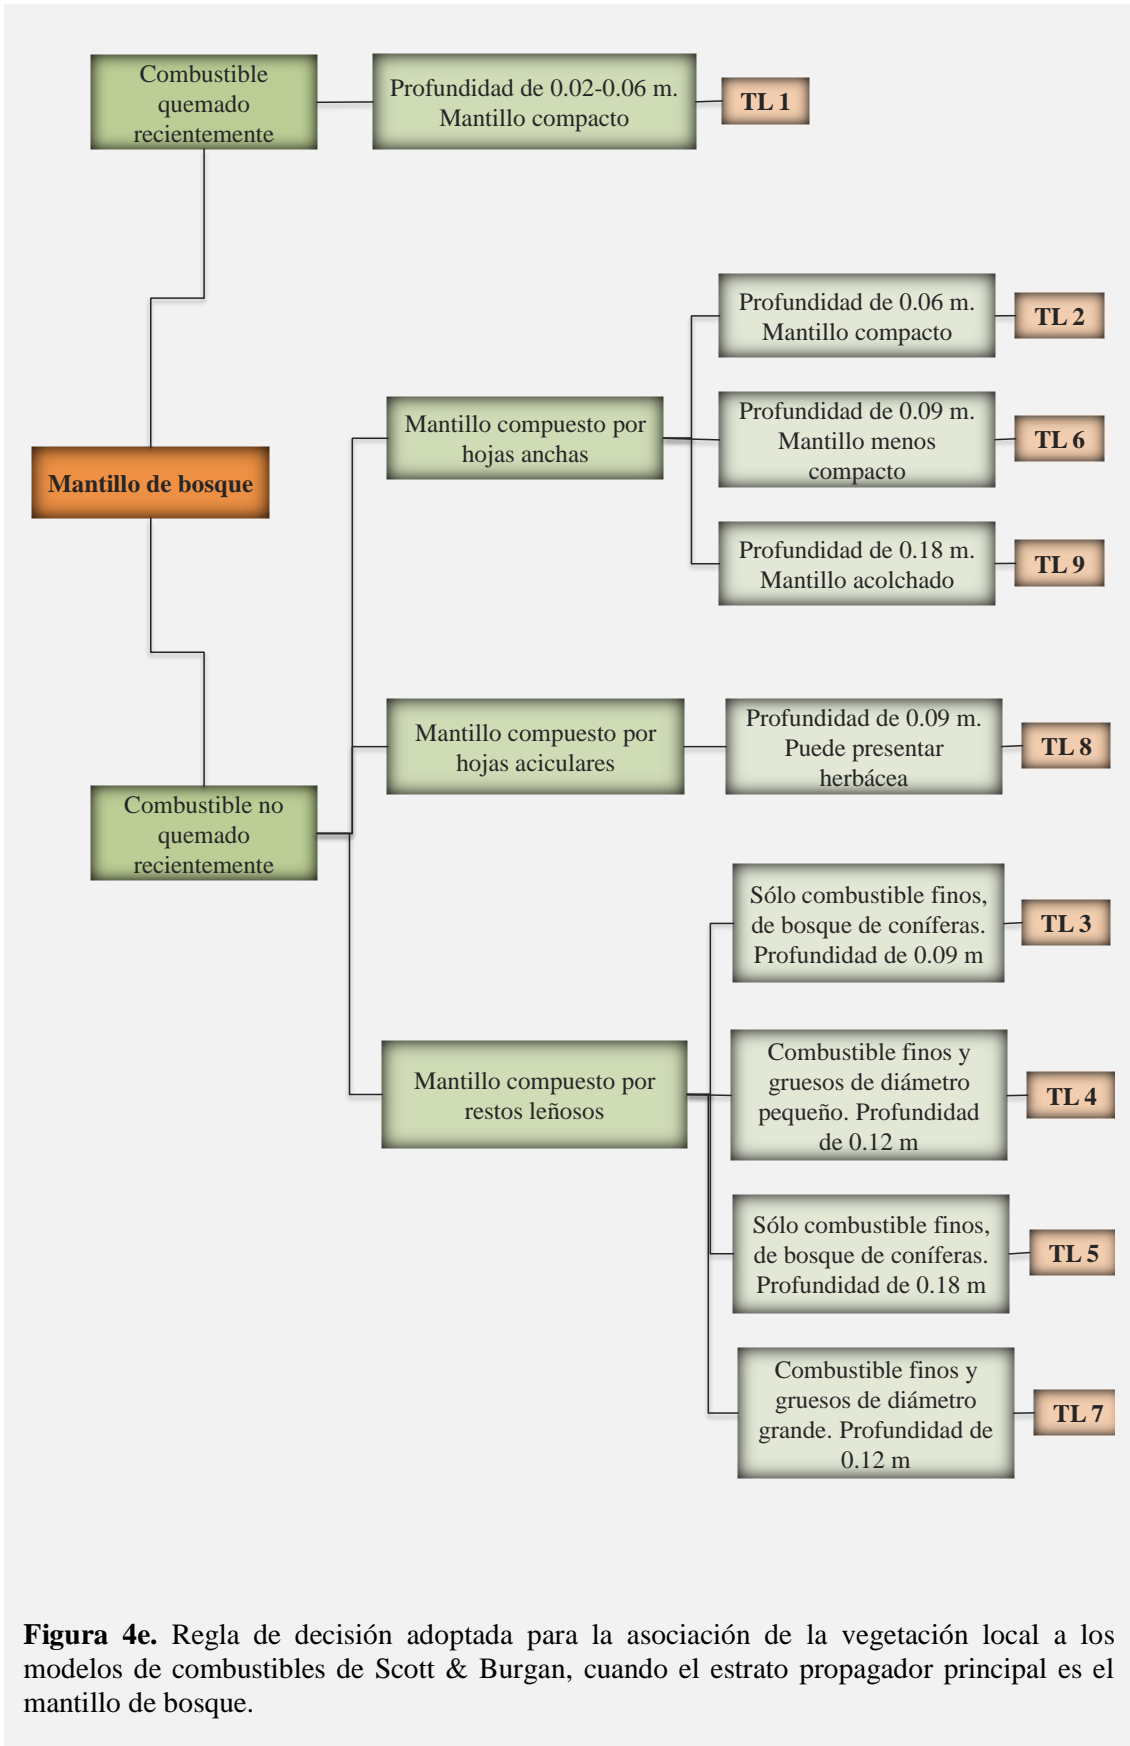 Combustible
quemado
recientemente
Profundidad de 0.02-0.06 m.
Mantillo compacto
TL 1
Profundidad de 0.06 m.
Mantillo compacto
TL 2
Mantillo compuesto por
hojas anchas
Profundidad de 0.09 m.
Mantillo menos
compacto
TL 6
Mantillo de bosque
Profundidad de 0.18 m.
Mantillo acolchado
TL 9
Mantillo compuesto por
hojas aciculares
Profundidad de 0.09 m.
Puede presentar
herbácea
TL 8
Combustible no
quemado
recientemente
Sólo combustible finos,
de bosque de coníferas.
Profundidad de 0.09 m
TL 3
Mantillo compuesto por
restos leñosos
Combustible finos y
gruesos de diámetro
pequeño. Profundidad
de 0.12 m
TL 4
Sólo combustible finos,
de bosque de coníferas.
Profundidad de 0.18 m
TL 5
Combustible finos y
gruesos de diámetro
grande. Profundidad de
0.12 m
TL 7
Figura 4e. Regla de decisión adoptada para la asociación de la vegetación local a los
modelos de combustibles de Scott & Burgan, cuando el estrato propagador principal es el
mantillo de bosque.